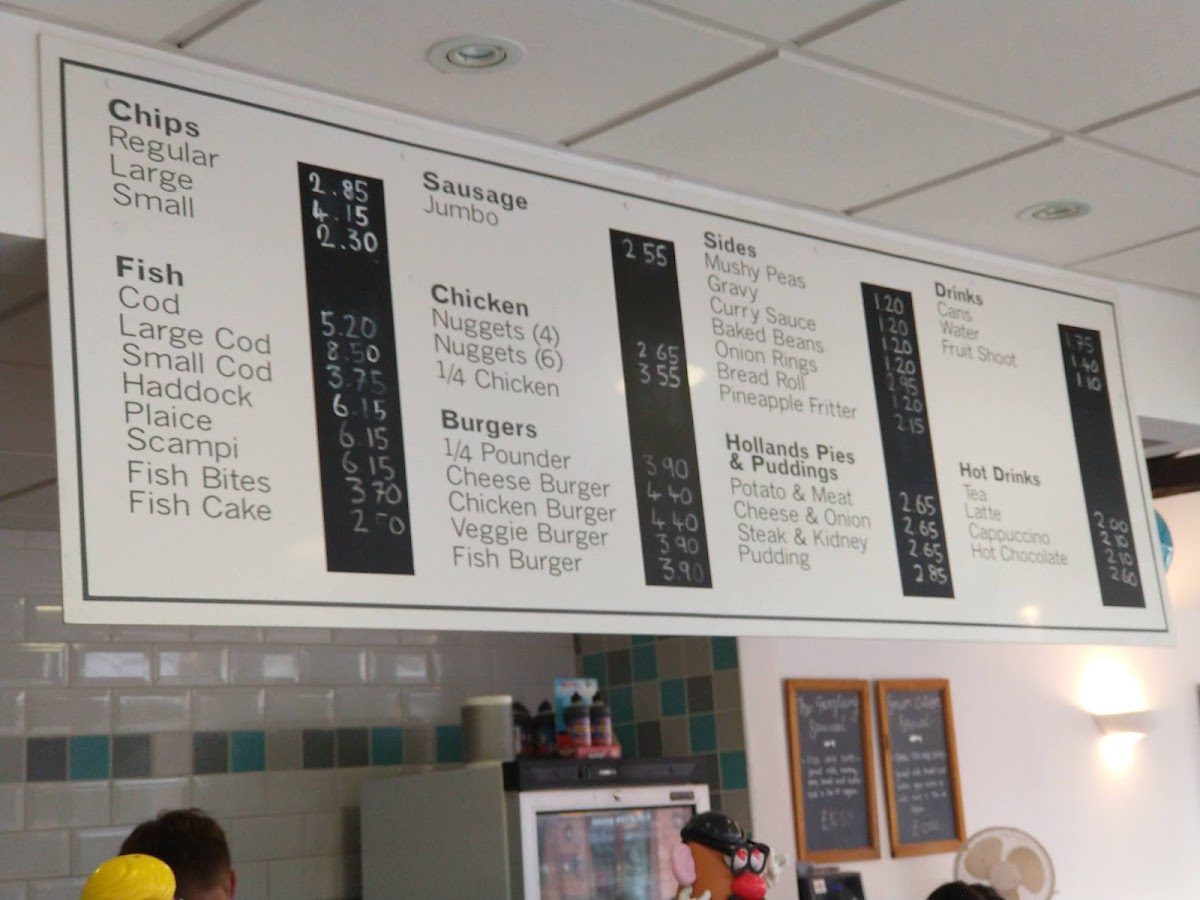 Chips
Regular 2.85
Large 4.15
Small 2.30
Fish
Cod 5.20
Large Cod 8.50
Small Cod 3.75
Haddock 6.15
Plaice 6.15
Scampi 6 15
Fish Bites 3 70
Fish Cake
Sausage
Jumbo 2.55
Chicken
Nuggets (4) 2 65
Nuggets (6) 3 55
1/4 Chicken
Burgers
1/4 Pounder 3 90
Cheese Burger 4 40
Chicken Burger 4 40
Veggie Burger 3 90
Fish Burger 3.90
Sides
Mushy Peas 1.20
Gravy 1.20
Curry Sauce 1.20
Baked Beans 1.20
Onion Rings 2.95
Bread Roll 1.20
Pineapple Fritter 2.15
Hollands Pies
& Puddings
Potato & Meat 2.65
Cheese & Onion 2.65
Steak & Kidney 2.65
Pudding 2.85
Drinks
Cans 1.75
Water 1.40
Fruit Shoot 1 10
Hot Drinks
Tea 2.00
Latte 2.10
Cappuccino 2.10
Hot Chocolate 2.60